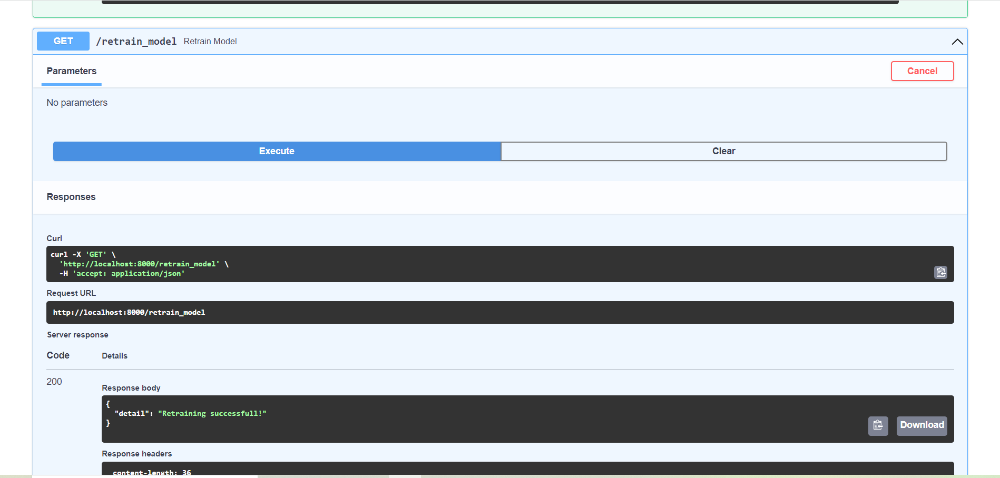 GET /retrain_model Retrain Model
Parameters
Cancel
No parameters
Execute
Clear
Responses
Curl
curl -X 'GET' \
'http://localhost:8000/retrain_model' \
-H 'accept: application/json'
Request URL
http://localhost:8000/retrain_model
Server response
Code Details
200
Response body
{
"detail": "Retraining successfull!"
}
Download
Response headers
content-length: 36